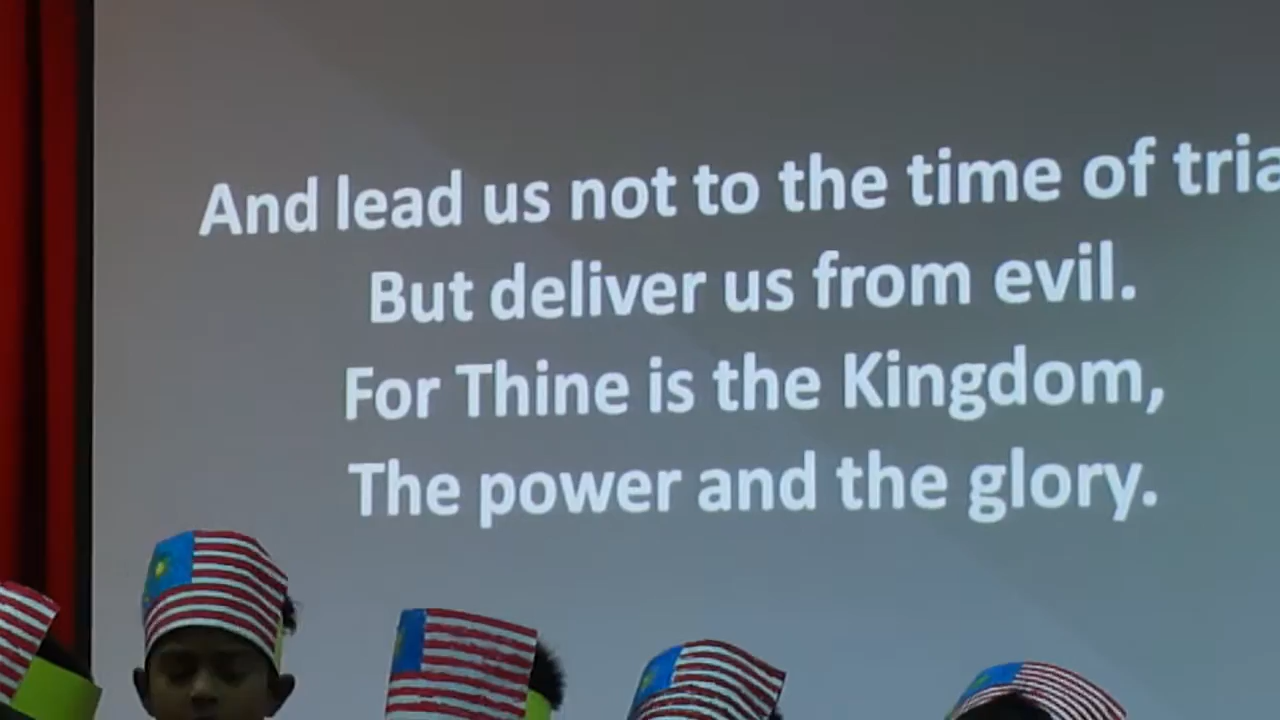 And lead us not to the time of tria
But deliver us from evil.
For Thine is the Kingdom,
The power and the glory.